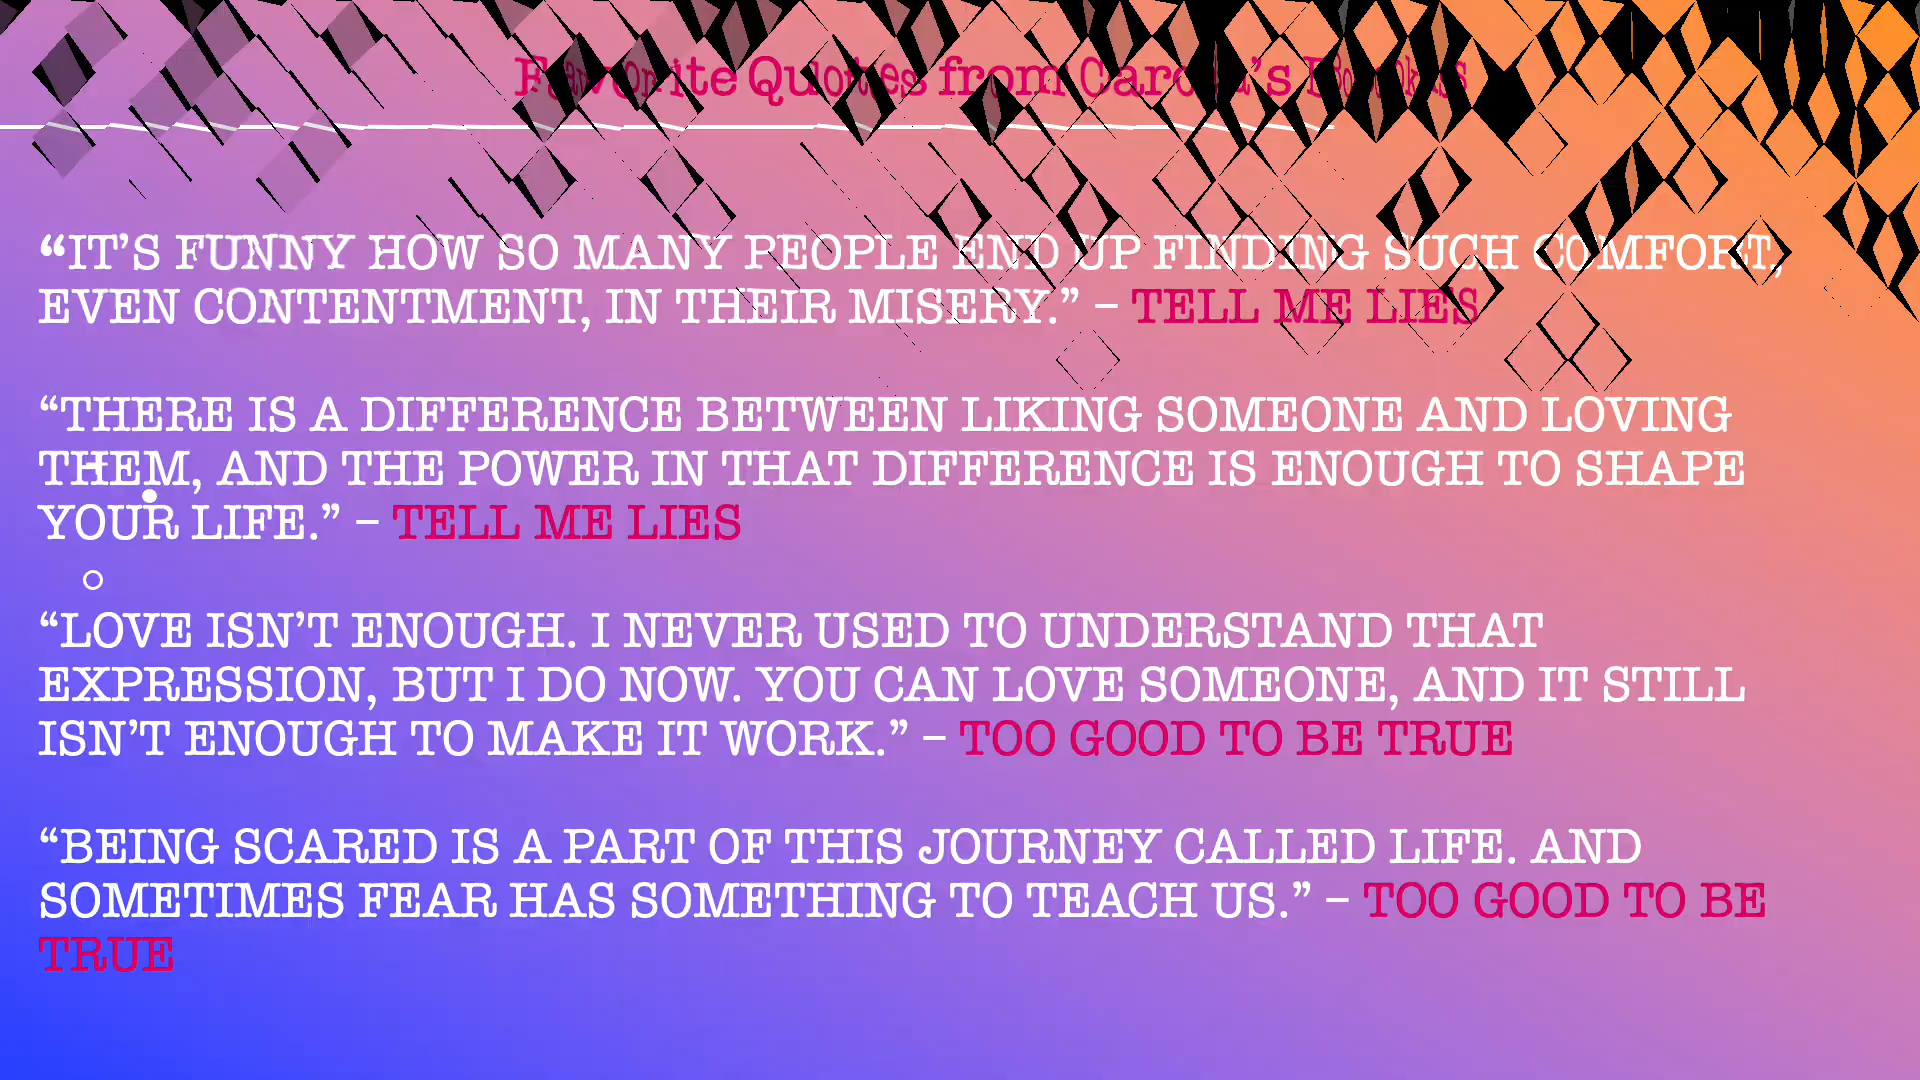 Favorite Quotes from Carola's Books
“IT’S FUNNY HOW SO MANY PEOPLE END UP FINDING SUCH COMFORT,
EVEN CONTENTMENT, IN THEIR MISERY.” – TELL ME LIES
“THERE IS A DIFFERENCE BETWEEN LIKING SOMEONE AND LOVING
THEM, AND THE POWER IN THAT DIFFERENCE IS ENOUGH TO SHAPE
YOUR LIFE.” – TELL ME LIES
“LOVE ISN’T ENOUGH. I NEVER USED TO UNDERSTAND THAT
EXPRESSION, BUT I DO NOW. YOU CAN LOVE SOMEONE, AND IT STILL
ISN’T ENOUGH TO MAKE IT WORK.” – TOO GOOD TO BE TRUE
“BEING SCARED IS A PART OF THIS JOURNEY CALLED LIFE. AND
SOMETIMES FEAR HAS SOMETHING TO TEACH US.” – TOO GOOD TO BE
TRUE